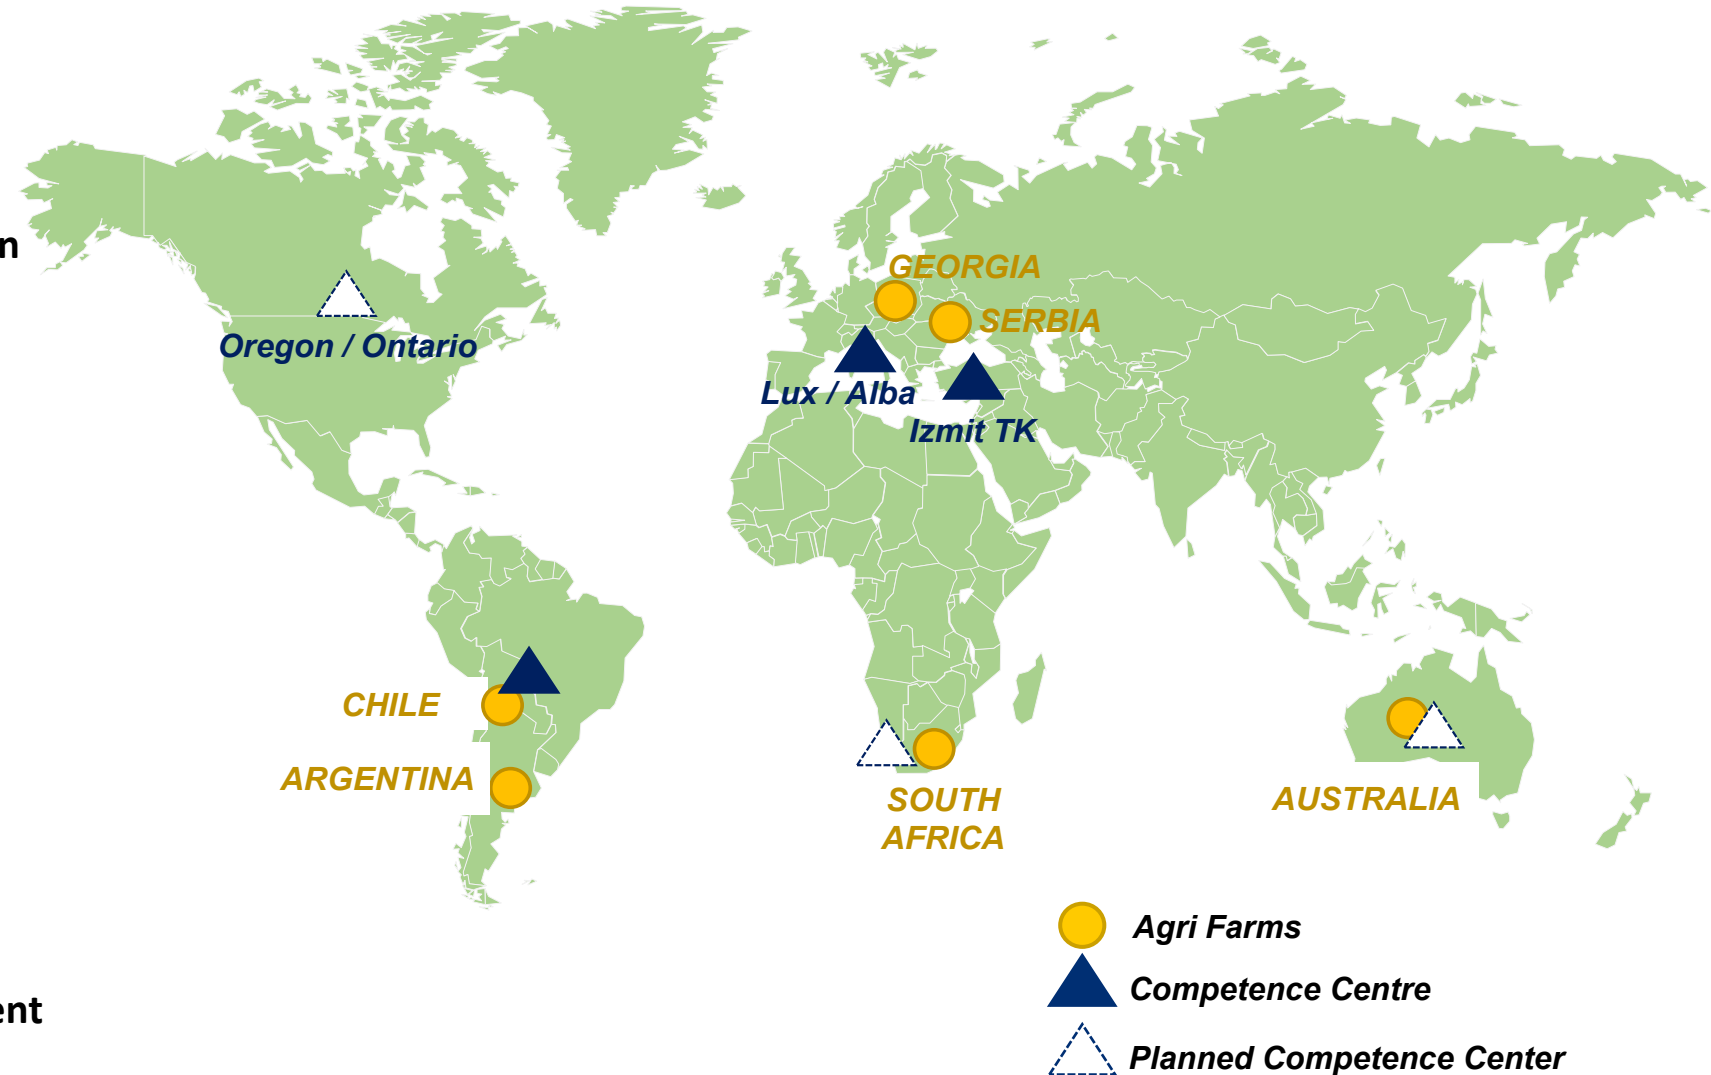 n
GEORGIA
SERBIA
Oregon / Ontario
Lux / Alba
Izmit TK
CHILE
ARGENTINA
SOUTH
AFRICA
AUSTRALIA
Agri Farms
Competence Centre
ent
Planned Competence Center